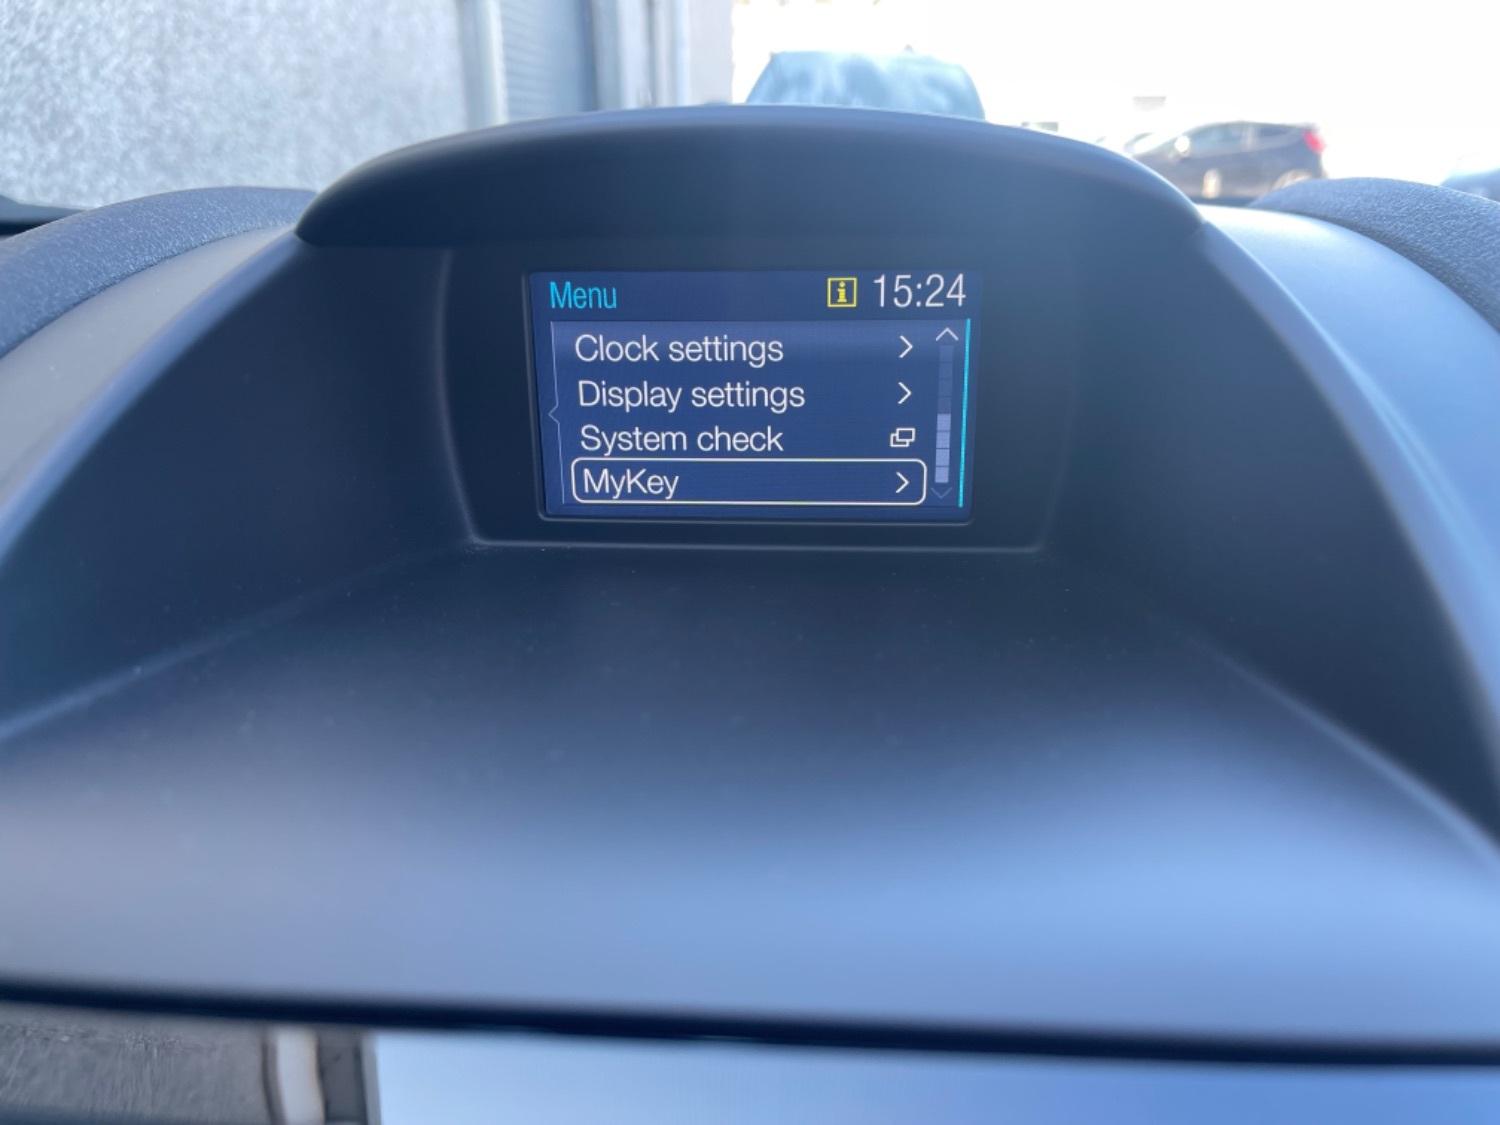 Menu i 15:24
Clock settings
Display settings
System check
MyKey